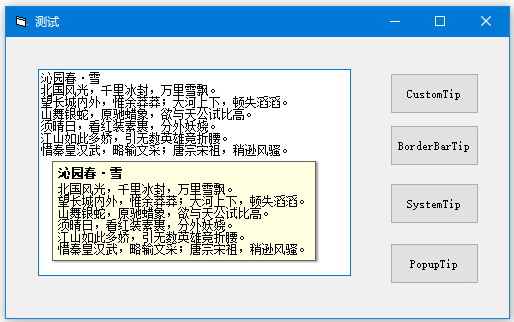 测试
沁园春·雪
北国风光，千里冰封，万里雪飘。
望长城内外，惟余莽莽；大河上下，顿失滔滔。
山舞银蛇，原驰蜡象，欲与天公试比高。
须晴日，看红装素裹，分外妖娆。
江山如此多娇，引无数英雄竞折腰。
惜秦皇汉武，略输文采；唐宗宋祖，稍逊风骚。
沁园春·雪
北国风光，千里冰封，万里雪飘。
望长城内外，惟余莽莽；大河上下，顿失滔滔。
山舞银蛇，原驰蜡象，欲与天公试比高。
须晴日，看红装素裹，分外妖娆。
江山如此多娇，引无数英雄竞折腰。
惜秦皇汉武，略输文采；唐宗宋祖，稍逊风骚。
CustomTip
BorderBarTip
SystemTip
PopupTip